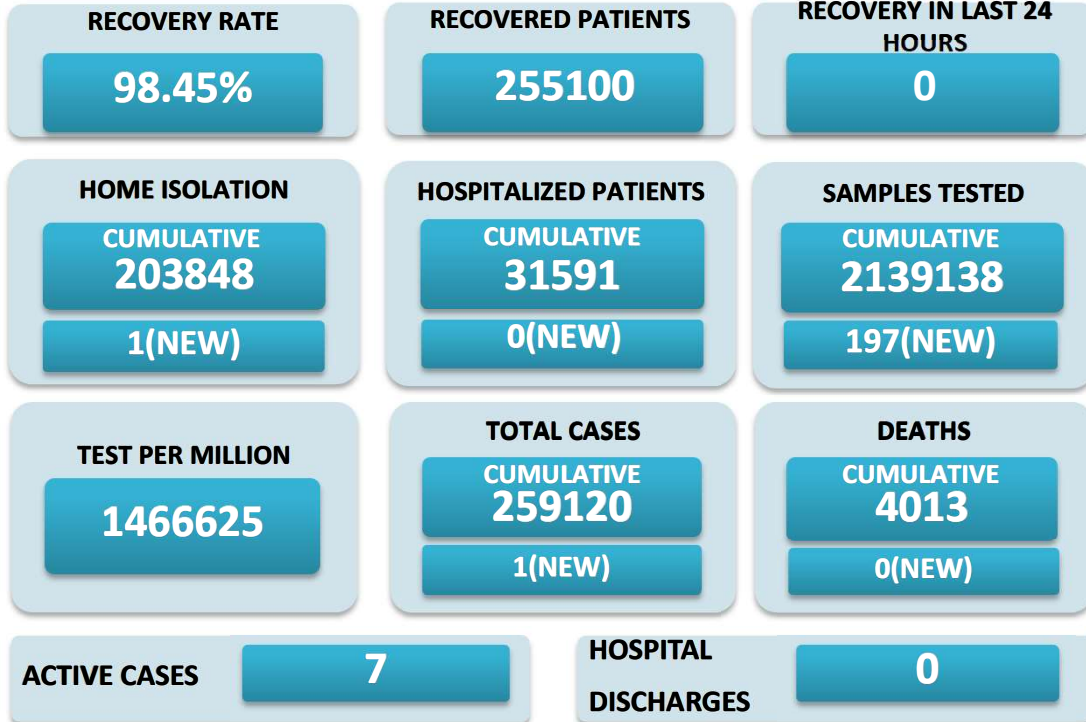 RECOVERY RATE
98.45%
RECOVERED PATIENTS
255100
RECOVERY IN LAST 24
HOURS
0
HOME ISOLATION
CUMULATIVE
203848
1(NEW)
HOSPITALIZED PATIENTS
CUMULATIVE
31591
0(NEW)
SAMPLES TESTED
CUMULATIVE
2139138
197(NEW)
TEST PER MILLION
1466625
TOTAL CASES
CUMULATIVE
259120
1(NEW)
DEATHS
CUMULATIVE
4013
0(NEW)
ACTIVE CASES
7
HOSPITAL
DISCHARGES
0